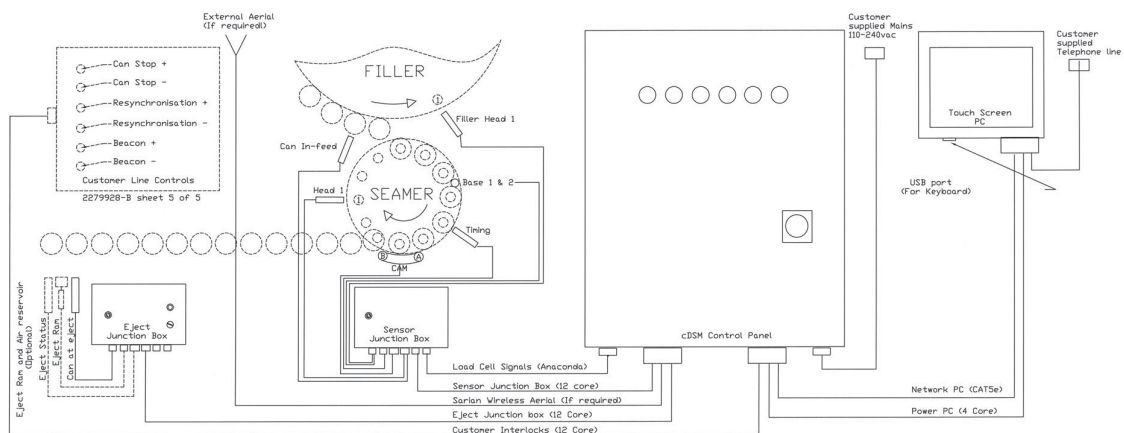 External Aerial
(If required!)
Can Stop +
Can Stop -
Resynchronisation +
Resynchronisation -
Beacon +
Beacon -
Customer Line Controls
2279928-B sheet 5 of 5
FILLER
1
Filler Head 1
Can In-feed
Head 1
1
SEAMER
Base 1 & 2
Timing
B
A
CAM
Customer
supplied Mains
110-240vac
Customer
supplied
Telephone line
Touch Screen
PC
USB port
(For Keyboard)
Eject Ram and Air reservoir
(Optional)
Eject Status
Eject Ram
Can at eject
Eject
Junction Box
Sensor
Junction Box
cDSM Control Panel
Load Cell Signals (Anaconda)
Sensor Junction Box (12 core)
Sarian Wireless Aerial (If required)
Eject Junction box (12 Core)
Customer Interlocks (12 Core)
Network PC (CAT5e)
Power PC (4 Core)